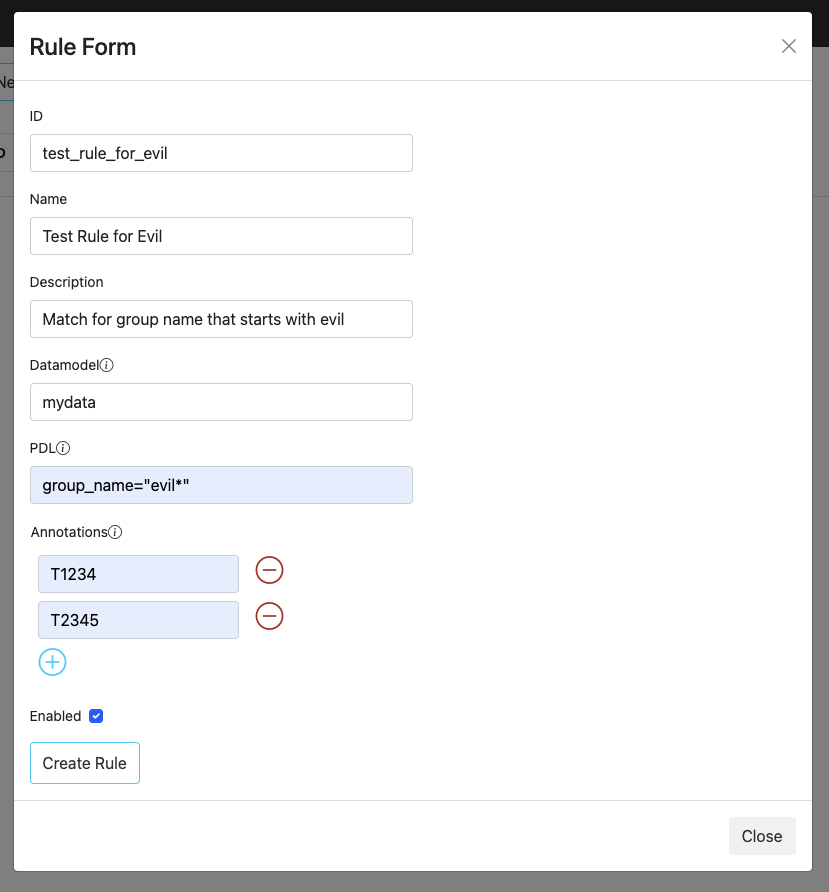 Rule Form
Ne
ID
test_rule_for_evil
Name
Test Rule for Evil
Description
Match for group name that starts with evil
Datamodel
mydata
PDL
group_name="evil*"
Annotations
T1234
T2345
Enabled
Create Rule
Close